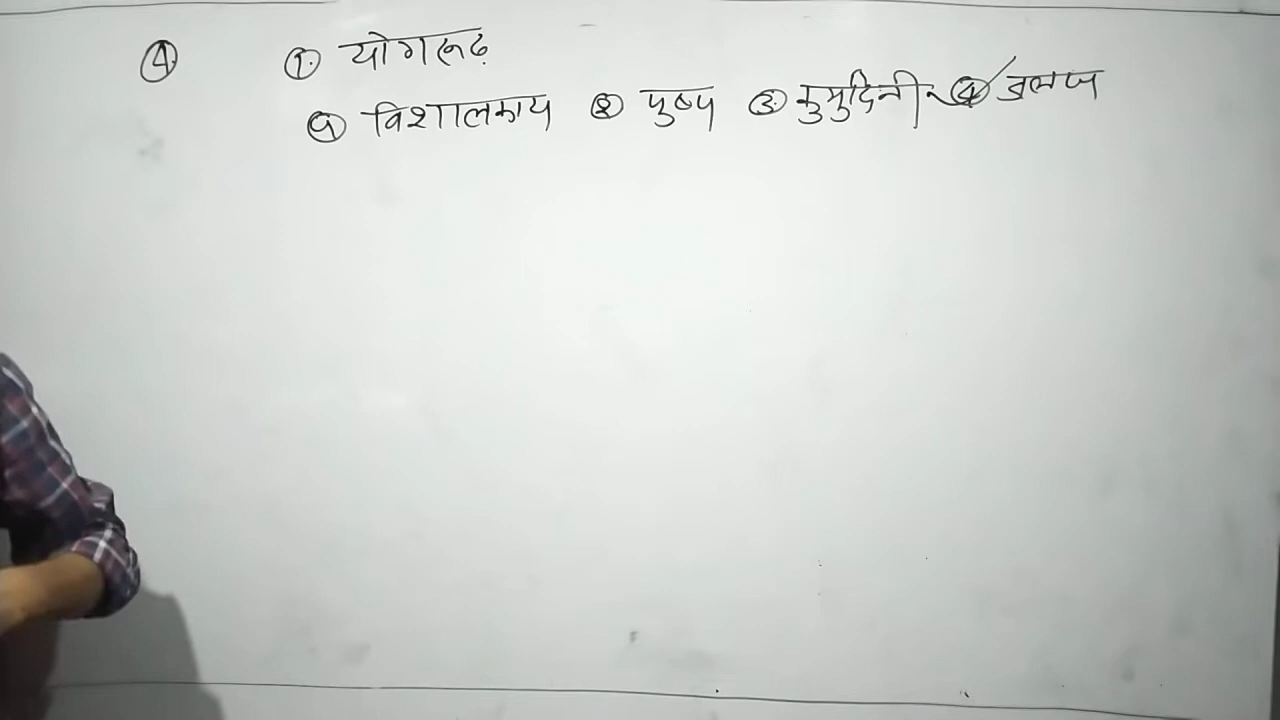 ④ ① योगरूढ़
① विशालकाय ② पुष्प ③ कुमुदिनी ④ जलज